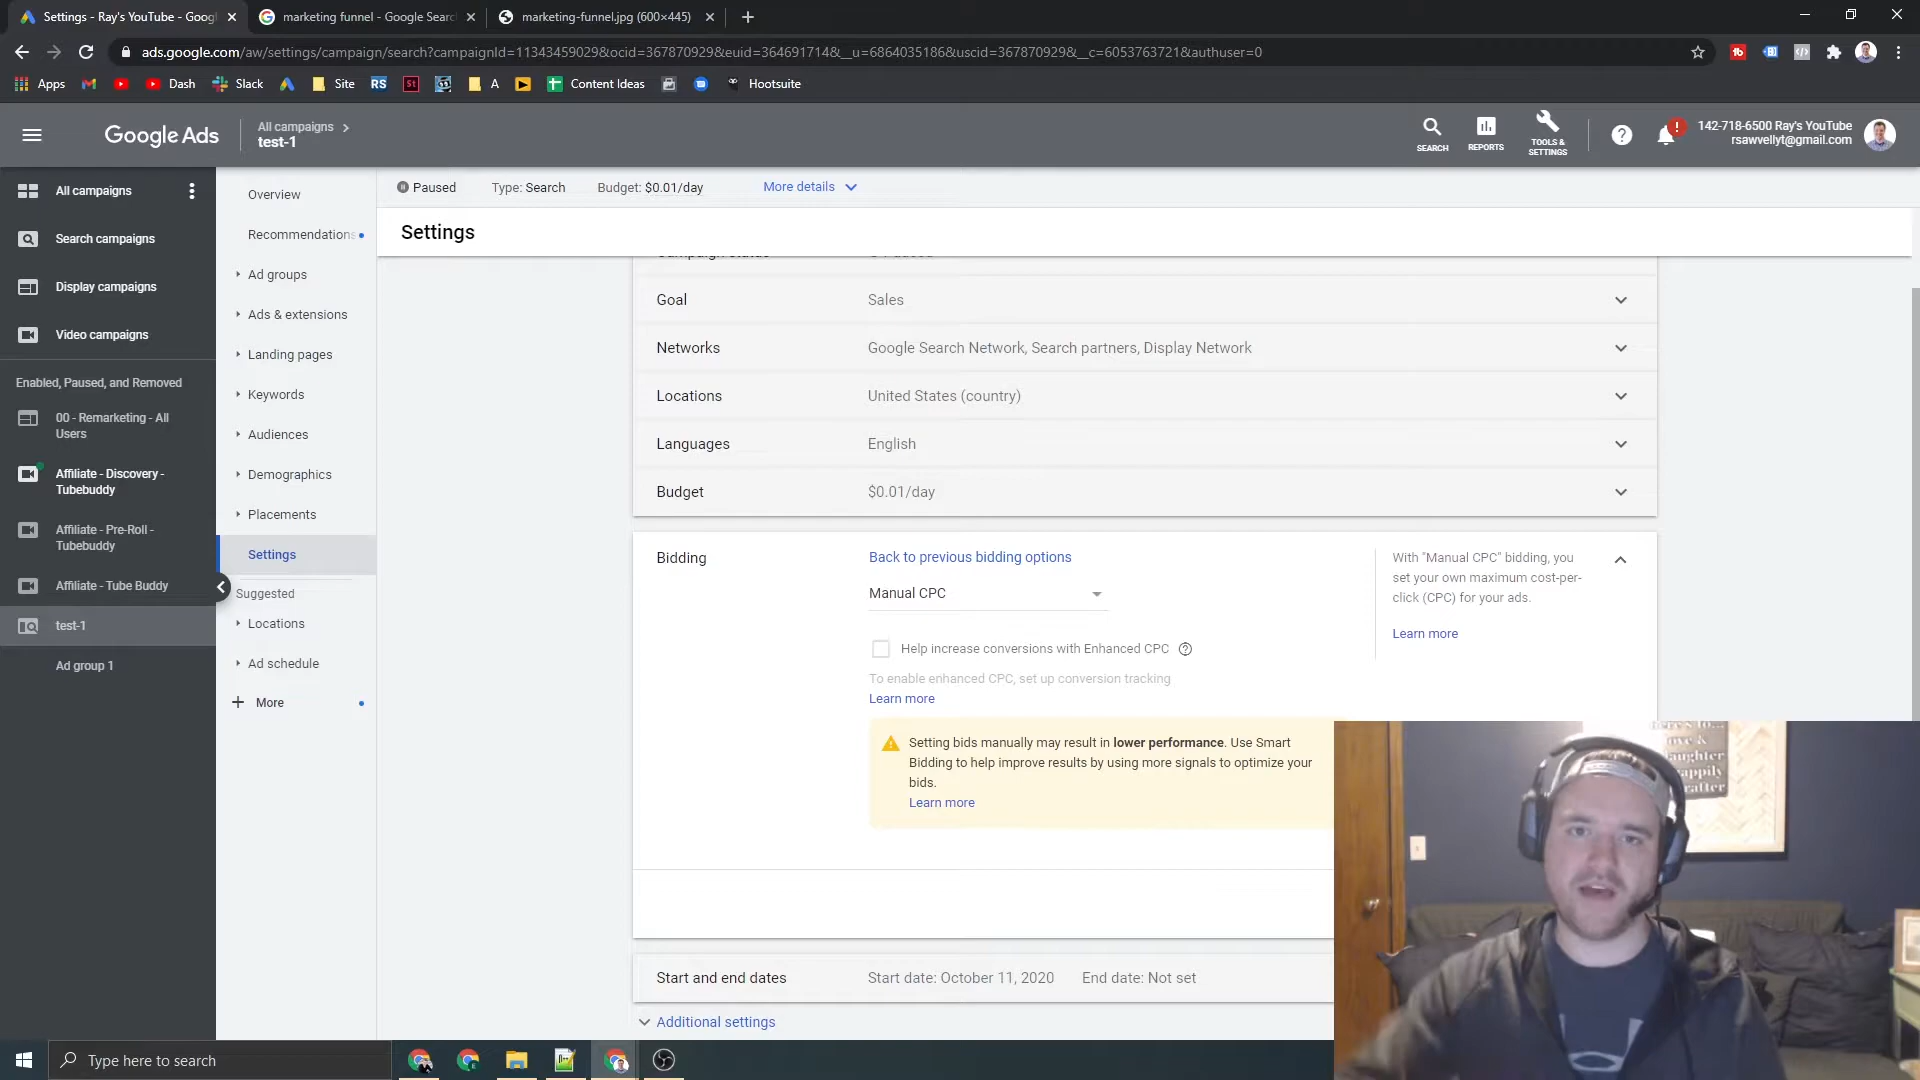 Settings - Ray's YouTube - Goog
marketing funnel - Google Searc
marketing-funnel.jpg (600×445)
ads.google.com/aw/settings/campaign/search?campaignId=11343459029&ocid=367870929&euid=364691714&__u=6864035186&uscid=367870929&__c=6053763721&authuser=0
Apps
Dash
Slack
Site
RS
St
A
Content Ideas
Hootsuite
Google Ads
All campaigns
test-1
SEARCH
REPORTS
TOOLS &
SETTINGS
142-718-6500 Ray's YouTube
rsawvellyt@gmail.com
All campaigns
Search campaigns
Display campaigns
Video campaigns
Enabled, Paused, and Removed
00 - Remarketing - All
Users
Affiliate - Discovery -
Tubebuddy
Affiliate - Pre-Roll -
Tubebuddy
Affiliate - Tube Buddy
test-1
Ad group 1
Overview
Recommendations
Ad groups
Ads & extensions
Landing pages
Keywords
Audiences
Demographics
Placements
Settings
Suggested
Locations
Ad schedule
More
Paused
Type: Search
Budget: $0.01/day
More details
Settings
Campaign status
Goal
Sales
Networks
Google Search Network, Search partners, Display Network
Locations
United States (country)
Languages
English
Budget
$0.01/day
Bidding
Back to previous bidding options
Manual CPC
Help increase conversions with Enhanced CPC
To enable enhanced CPC, set up conversion tracking
Learn more
Setting bids manually may result in lower performance. Use Smart
Bidding to help improve results by using more signals to optimize your
bids.
Learn more
With "Manual CPC" bidding, you
set your own maximum cost-per-
click (CPC) for your ads.
Learn more
Start and end dates
Start date: October 11, 2020
End date: Not set
Additional settings
Type here to search